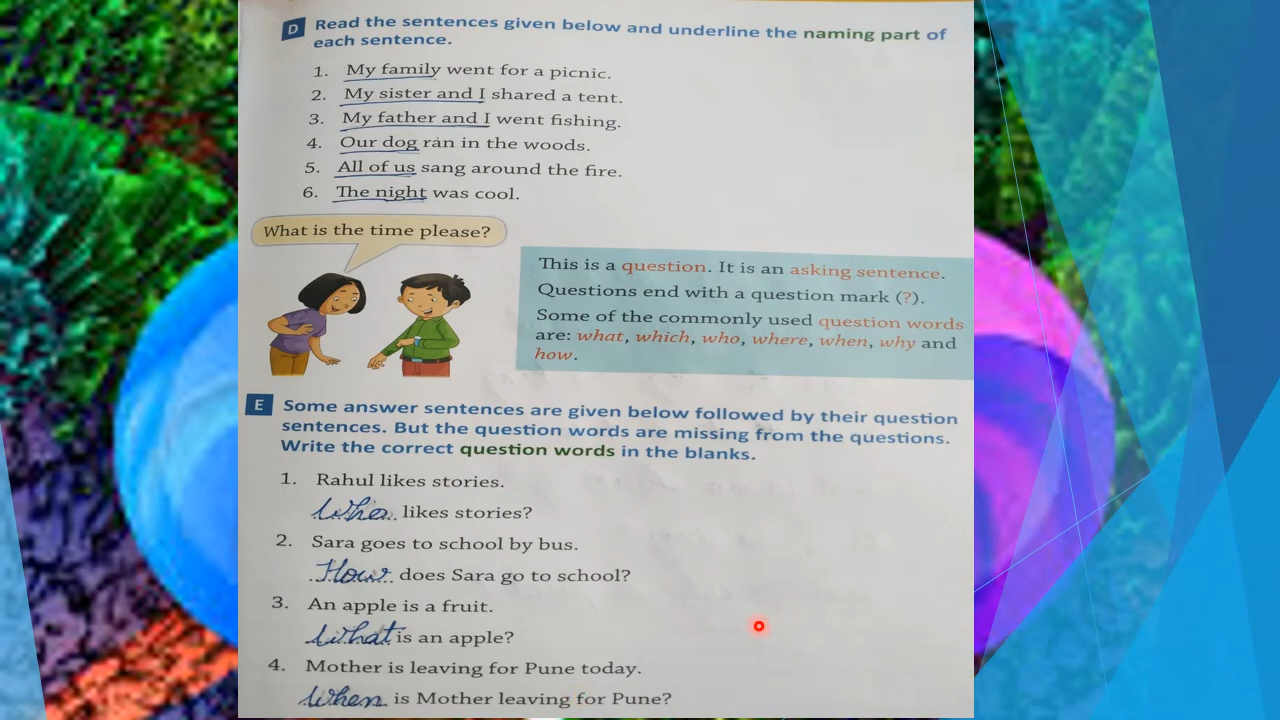 D Read the sentences given below and underline the naming part of
each sentence.
1. My family went for a picnic.
2. My sister and I shared a tent.
3. My father and I went fishing.
4. Our dog ran in the woods.
5. All of us sang around the fire.
6. The night was cool.
What is the time please?
This is a question. It is an asking sentence.
Questions end with a question mark (?).
Some of the commonly used question words
are: what, which, who, where, when, why and
how.
E Some answer sentences are given below followed by their question
sentences. But the question words are missing from the questions.
Write the correct question words in the blanks.
1. Rahul likes stories.
Who likes stories?
2. Sara goes to school by bus.
How does Sara go to school?
3. An apple is a fruit.
What is an apple?
4. Mother is leaving for Pune today.
When is Mother leaving for Pune?